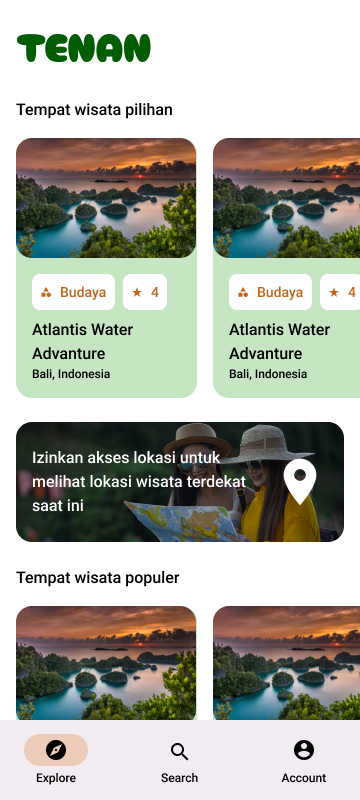 TENAN
Tempat wisata pilihan
Budaya
4
Budaya
4
Atlantis Water
Advanture
Bali, Indonesia
Atlantis Water
Advanture
Bali, Indonesia
Izinkan akses lokasi untuk
melihat lokasi wisata terdekat
saat ini
Tempat wisata populer
Explore
Search
Account